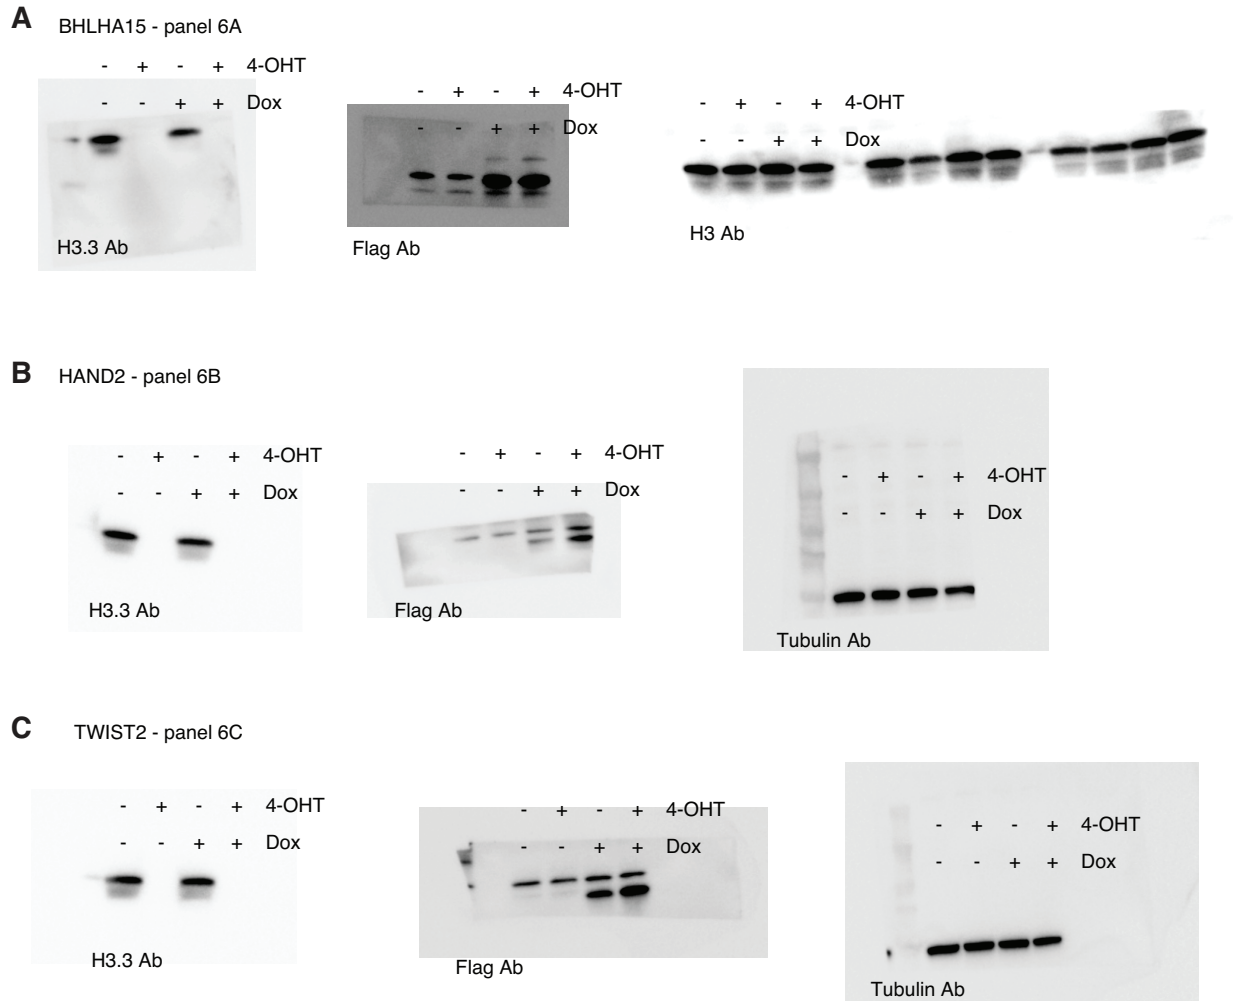 A BHLHA15 - panel 6A
- + - + 4-OHT
- - + + Dox
H3.3 Ab
- + - + 4-OHT
- - + + Dox
Flag Ab
- + - + 4-OHT
- - + + Dox
H3 Ab
B HAND2 - panel 6B
- + - + 4-OHT
- - + + Dox
H3.3 Ab
- + - + 4-OHT
- - + + Dox
Flag Ab
- + - + 4-OHT
- - + + Dox
Tubulin Ab
C TWIST2 - panel 6C
- + - + 4-OHT
- - + + Dox
H3.3 Ab
- + - + 4-OHT
- - + + Dox
Flag Ab
- + - + 4-OHT
- - + + Dox
Tubulin Ab